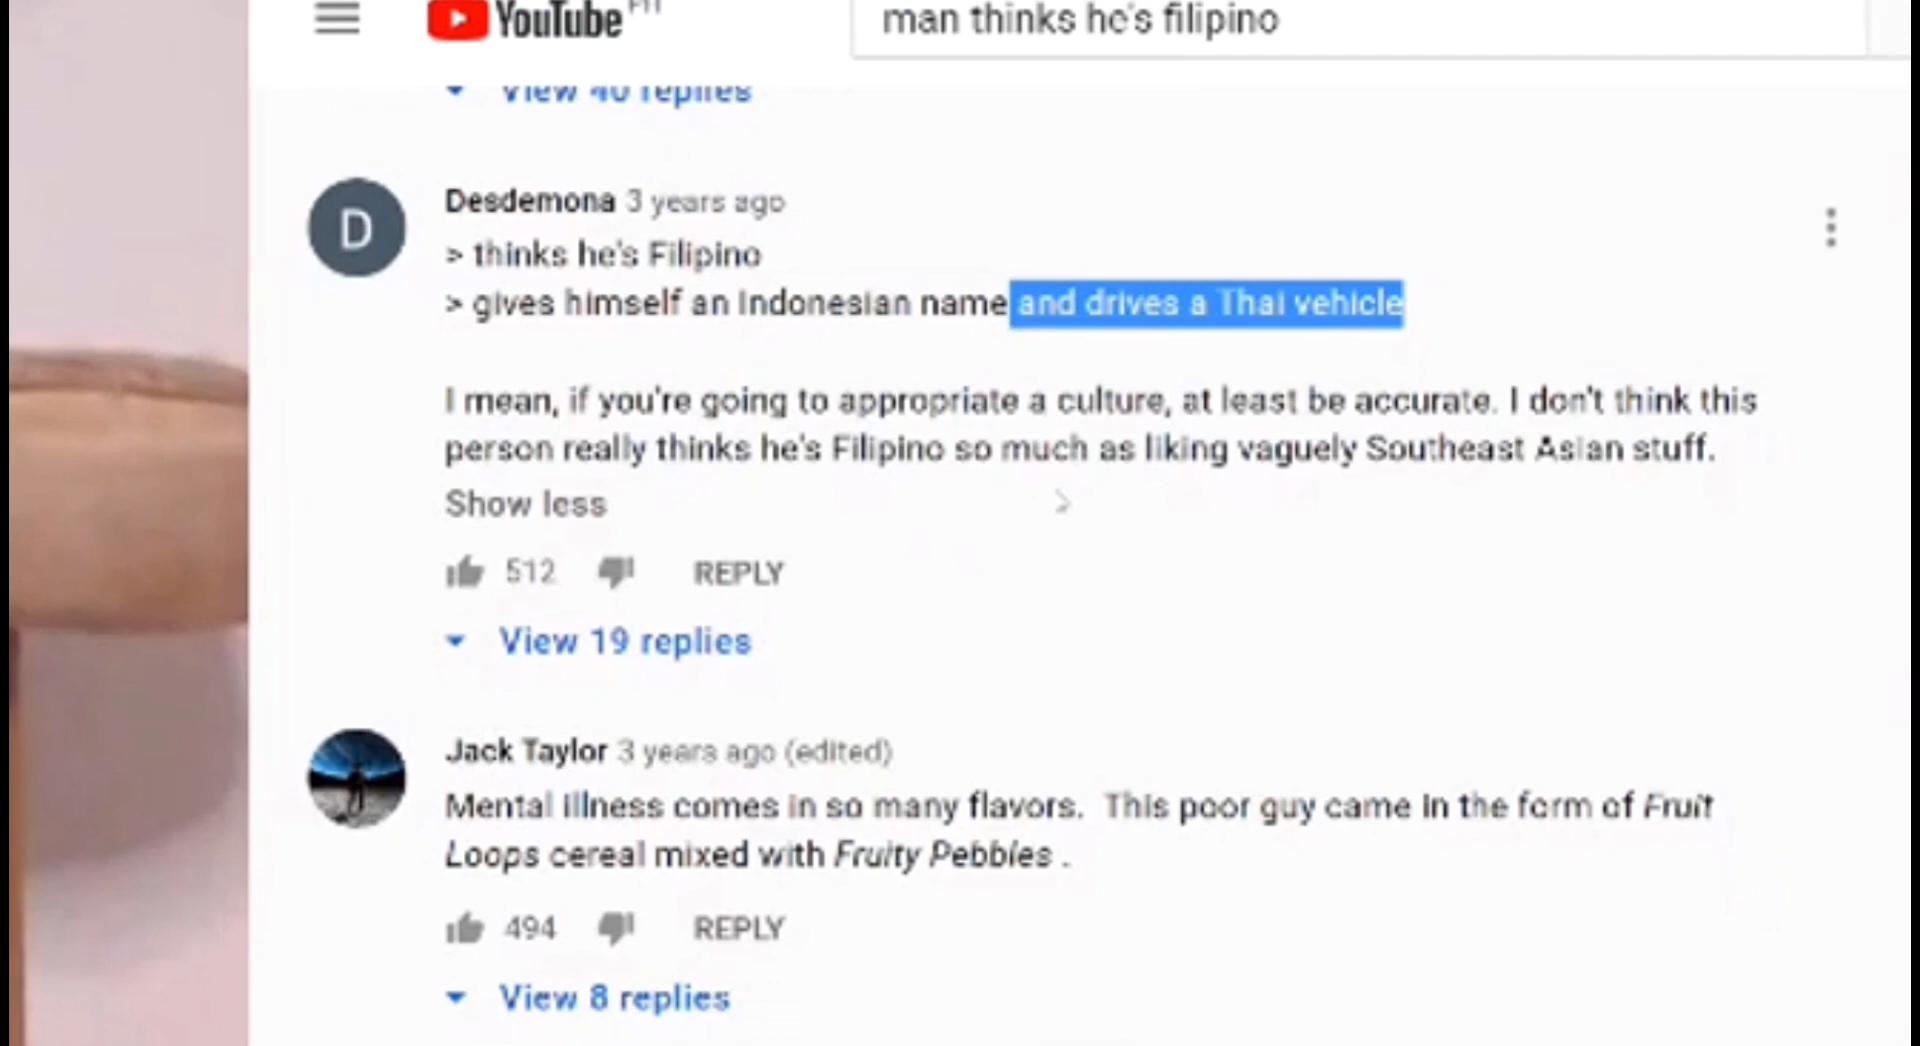 YouTube PH
man thinks he's filipino
View 40 replies
D
Desdemona 3 years ago
> thinks he's Filipino
> gives himself an Indonesian name and drives a Thai vehicle
I mean, if you're going to appropriate a culture, at least be accurate. I don't think this
person really thinks he's Filipino so much as liking vaguely Southeast Asian stuff.
Show less
512 REPLY
View 19 replies
Jack Taylor 3 years ago (edited)
Mental illness comes in so many flavors. This poor guy came in the form of Fruit
Loops cereal mixed with Fruity Pebbles .
494 REPLY
View 8 replies